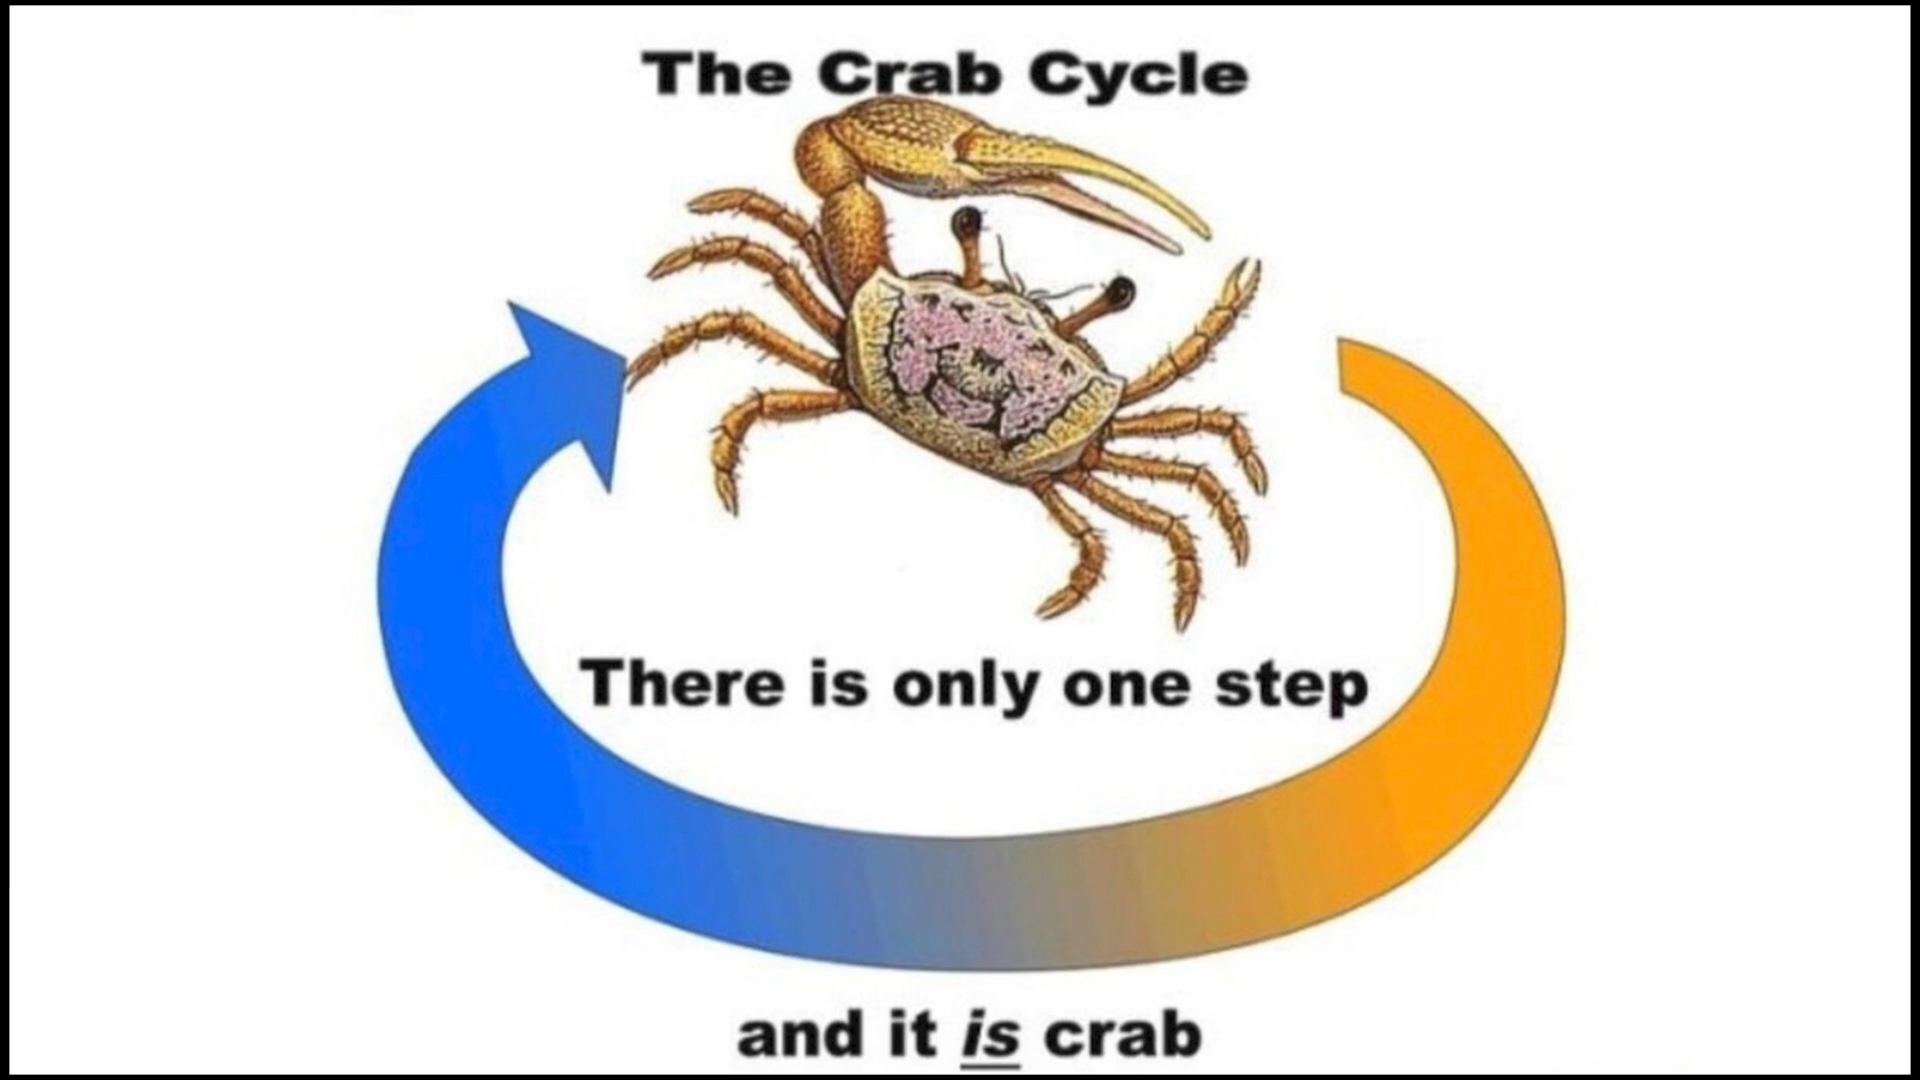 The Crab Cycle
There is only one step
and it is crab